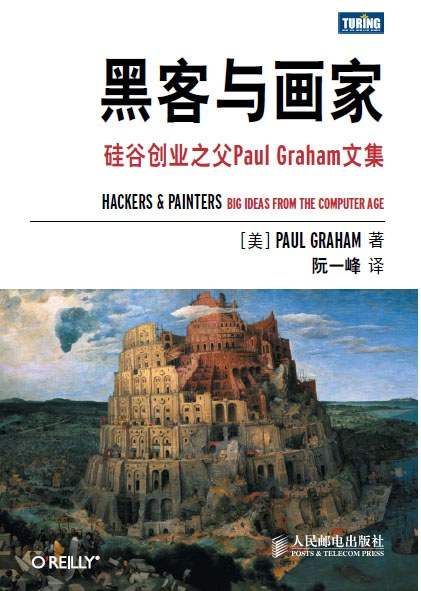 TURING
黑客与画家
硅谷创业之父Paul Graham文集
HACKERS & PAINTERS BIG IDEAS FROM THE COMPUTER AGE
[美] PAUL GRAHAM 著
阮一峰 译
O'REILLY®
人民邮电出版社
POSTS & TELECOM PRESS